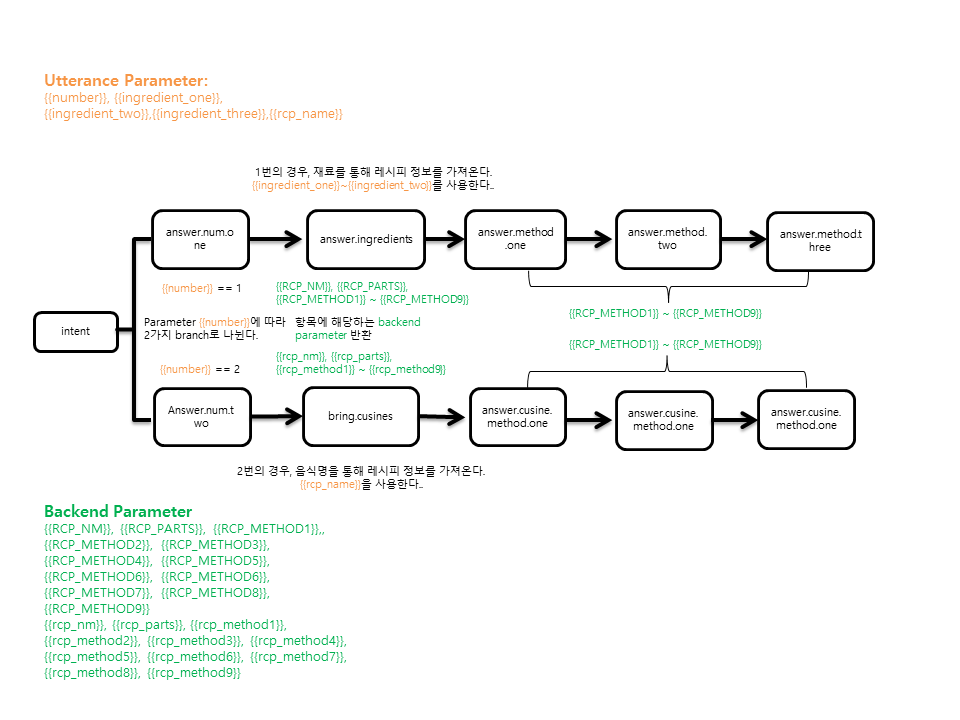 Utterance Parameter:
{{number}}, {{ingredient_one}},
{{ingredient_two}},{{ingredient_three}},{{rcp_name}}
1번의 경우, 재료를 통해 레시피 정보를 가져온다.
{{ingredient_one}}~{{ingredient_two}}를 사용한다..
answer.num.o
ne
answer.ingredients
answer.method
.one
answer.method.
two
answer.method.t
hree
{{number}} == 1
{{RCP_NM}}, {{RCP_PARTS}},
{{RCP_METHOD1}} ~ {{RCP_METHOD9}}
{{RCP_METHOD1}} ~ {{RCP_METHOD9}}
intent
Parameter {{number}}에 따라
2가지 branch로 나뉜다.
항목에 해당하는 backend
parameter 반환
{{RCP_METHOD1}} ~ {{RCP_METHOD9}}
{{number}} == 2
{{rcp_nm}}, {{rcp_parts}},
{{rcp_method1}} ~ {{rcp_method9}}
Answer.num.t
wo
bring.cusines
answer.cusine.
method.one
answer.cusine.
method.one
answer.cusine.
method.one
2번의 경우, 음식명을 통해 레시피 정보를 가져온다.
{{rcp_name}}을 사용한다..
Backend Parameter
{{RCP_NM}}, {{RCP_PARTS}}, {{RCP_METHOD1}},,
{{RCP_METHOD2}}, {{RCP_METHOD3}},
{{RCP_METHOD4}}, {{RCP_METHOD5}},
{{RCP_METHOD6}}, {{RCP_METHOD6}},
{{RCP_METHOD7}}, {{RCP_METHOD8}},
{{RCP_METHOD9}}
{{rcp_nm}}, {{rcp_parts}}, {{rcp_method1}},
{{rcp_method2}}, {{rcp_method3}}, {{rcp_method4}},
{{rcp_method5}}, {{rcp_method6}}, {{rcp_method7}},
{{rcp_method8}}, {{rcp_method9}}